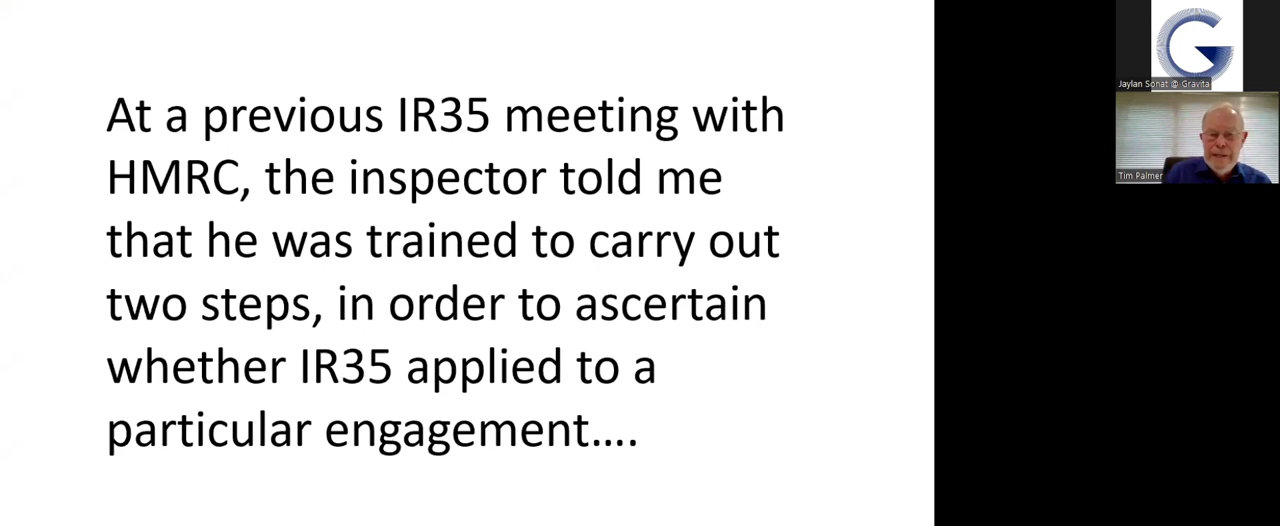 At a previous IR35 meeting with
HMRC, the inspector told me
that he was trained to carry out
two steps, in order to ascertain
whether IR35 applied to a
particular engagement....
Jaylan Sonat @ Gravita
Tim Palmer